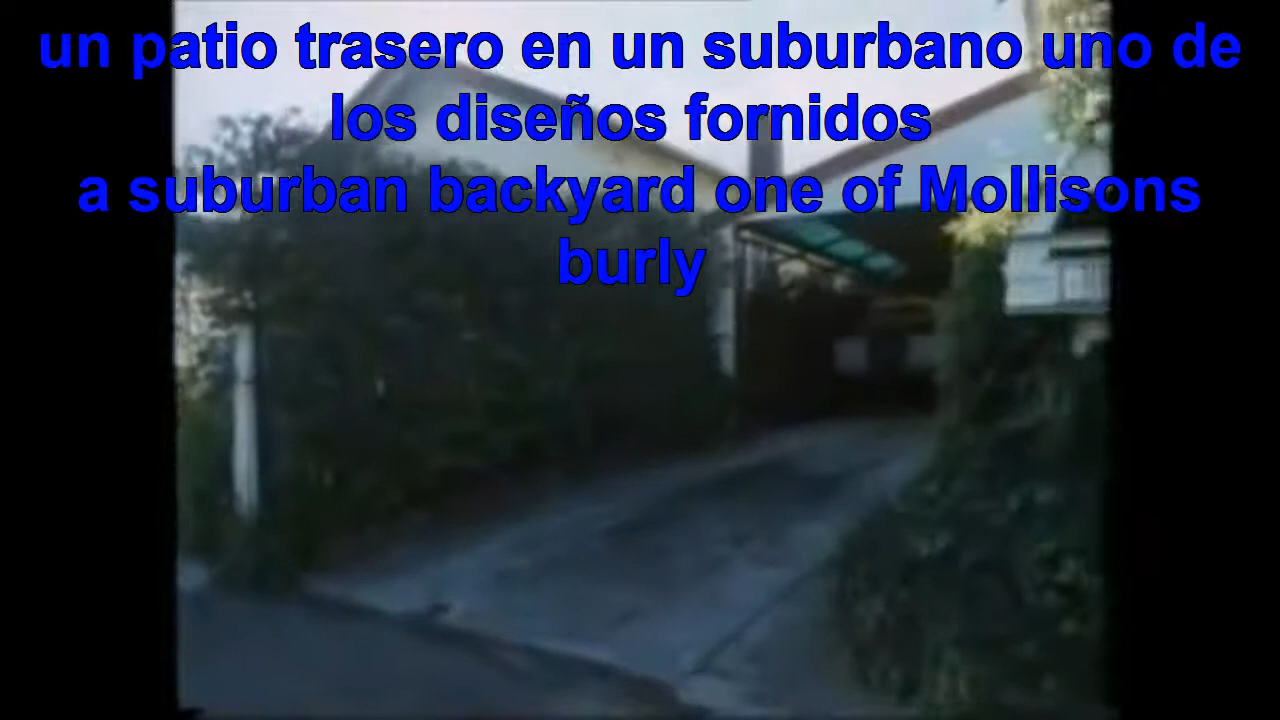 un patio trasero en un suburbano uno de
los diseños fornidos
a suburban backyard one of Mollisons
burly